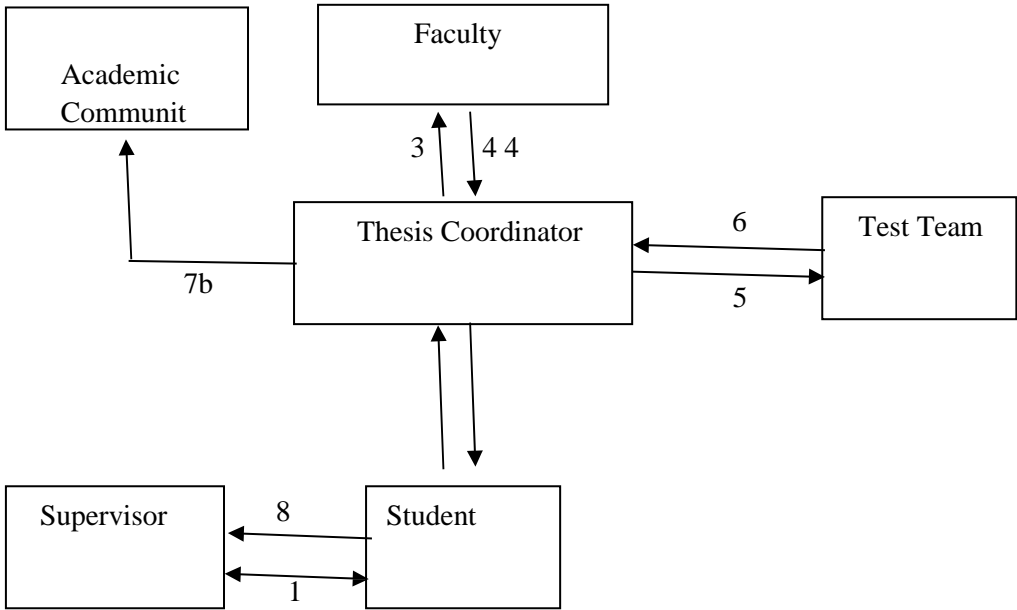 Faculty
Academic
Communit
3
4 4
Thesis Coordinator
6
Test Team
7b
5
Supervisor
8
Student
1